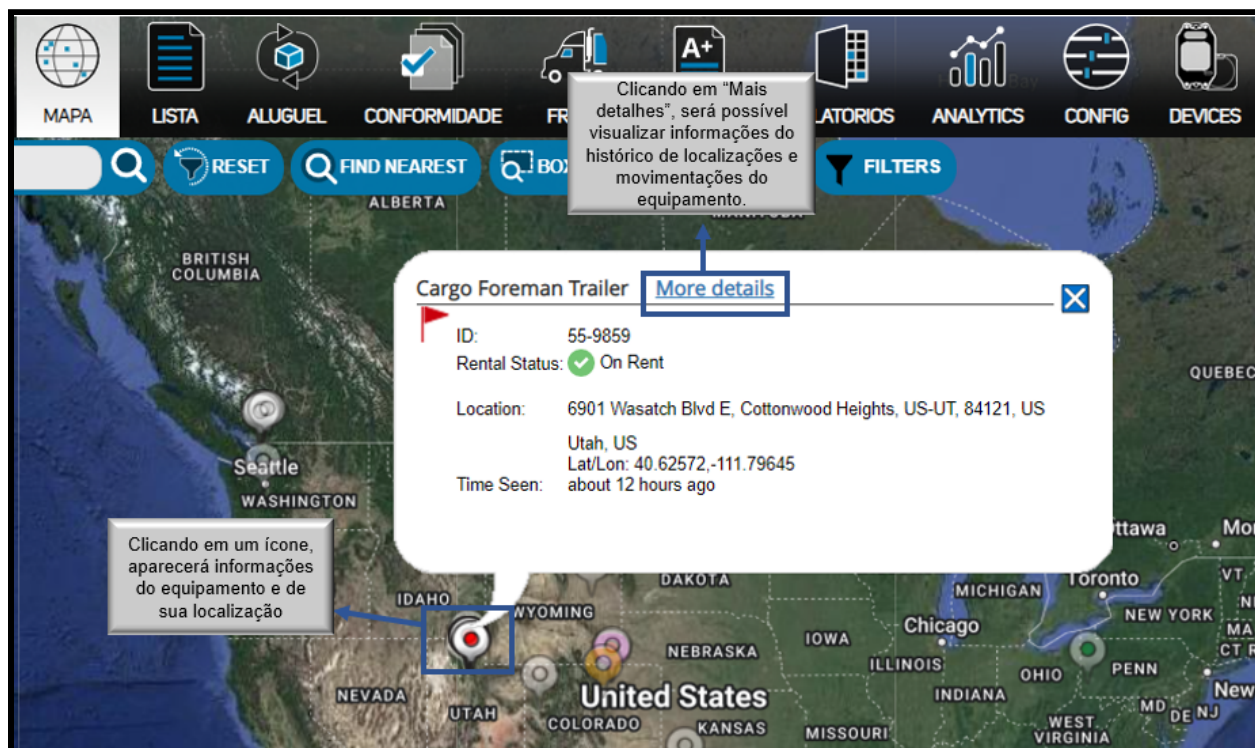 MAPA
LISTA
ALUGUEL
CONFORMIDADE
FR
A+
LATORIOS
ANALYTICS
CONFIG
DEVICES
Clicando em “Mais
detalhes”, será possível
visualizar informações do
histórico de localizações e
movimentações do
equipamento.
RESET
FIND NEAREST
BOX
FILTERS
ALBERTA
BRITISH
COLUMBIA
Cargo Foreman Trailer More details
ID: 55-9859
Rental Status: On Rent
Location: 6901 Wasatch Blvd E, Cottonwood Heights, US-UT, 84121, US
Utah, US
Lat/Lon: 40.62572,-111.79645
Time Seen: about 12 hours ago
QUEBEC
Seattle
WASHINGTON
Clicando em um ícone,
aparecerá informações
do equipamento e de
sua localização
ttawa
Mo
DAKOTA
MICHIGAN
Toronto
VT
IDAHO
WYOMING
NEW YORK
MA
CT R
Chicago
IOWA
NEBRASKA
ILLINOIS
OHIO
PENN
NEVADA
UTAH
United States
INDIANA
New
MD
DE
NJ
COLORADO
KANSAS
MISSOURI
WEST
VIRGINIA